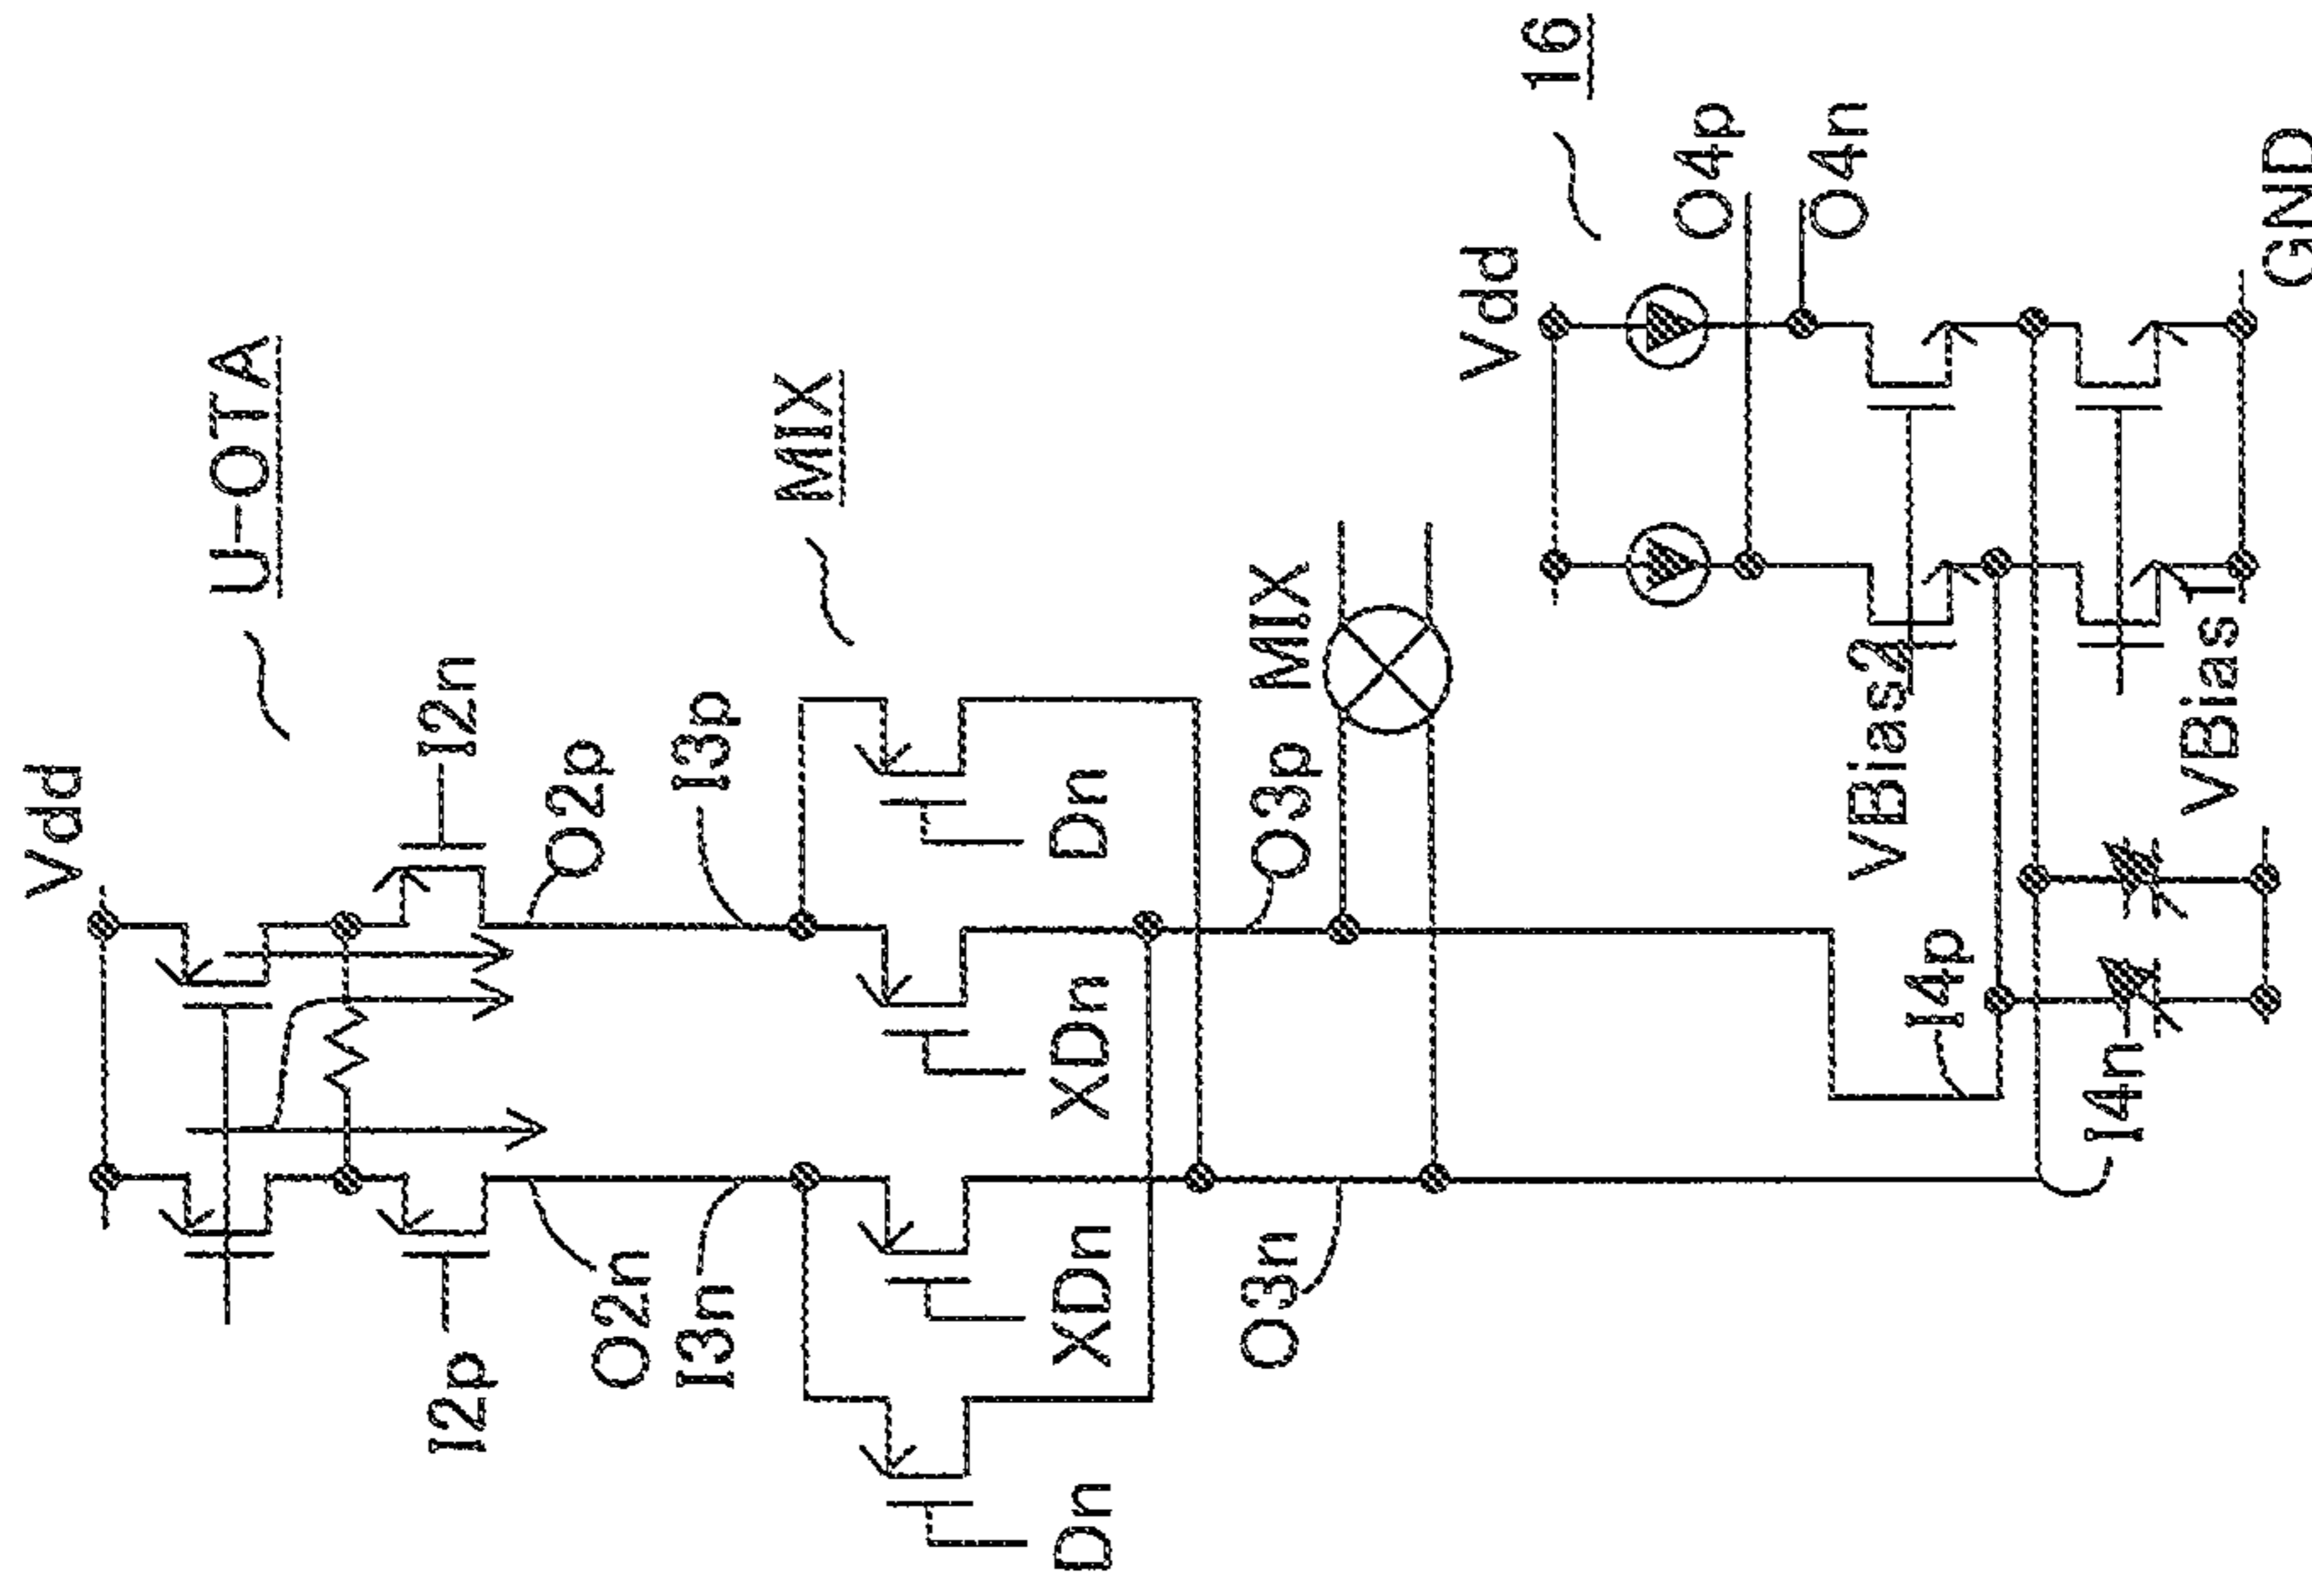 Vdd
U-OTA
I2p
I2n
O2n
O2p
I3n
I3p
MIX
Dn
XDn
XDn
Dn
O3n
O3p
MIX
16
Vdd
O4p
O4n
I4p
I4n
VBias2
VBias1
GND